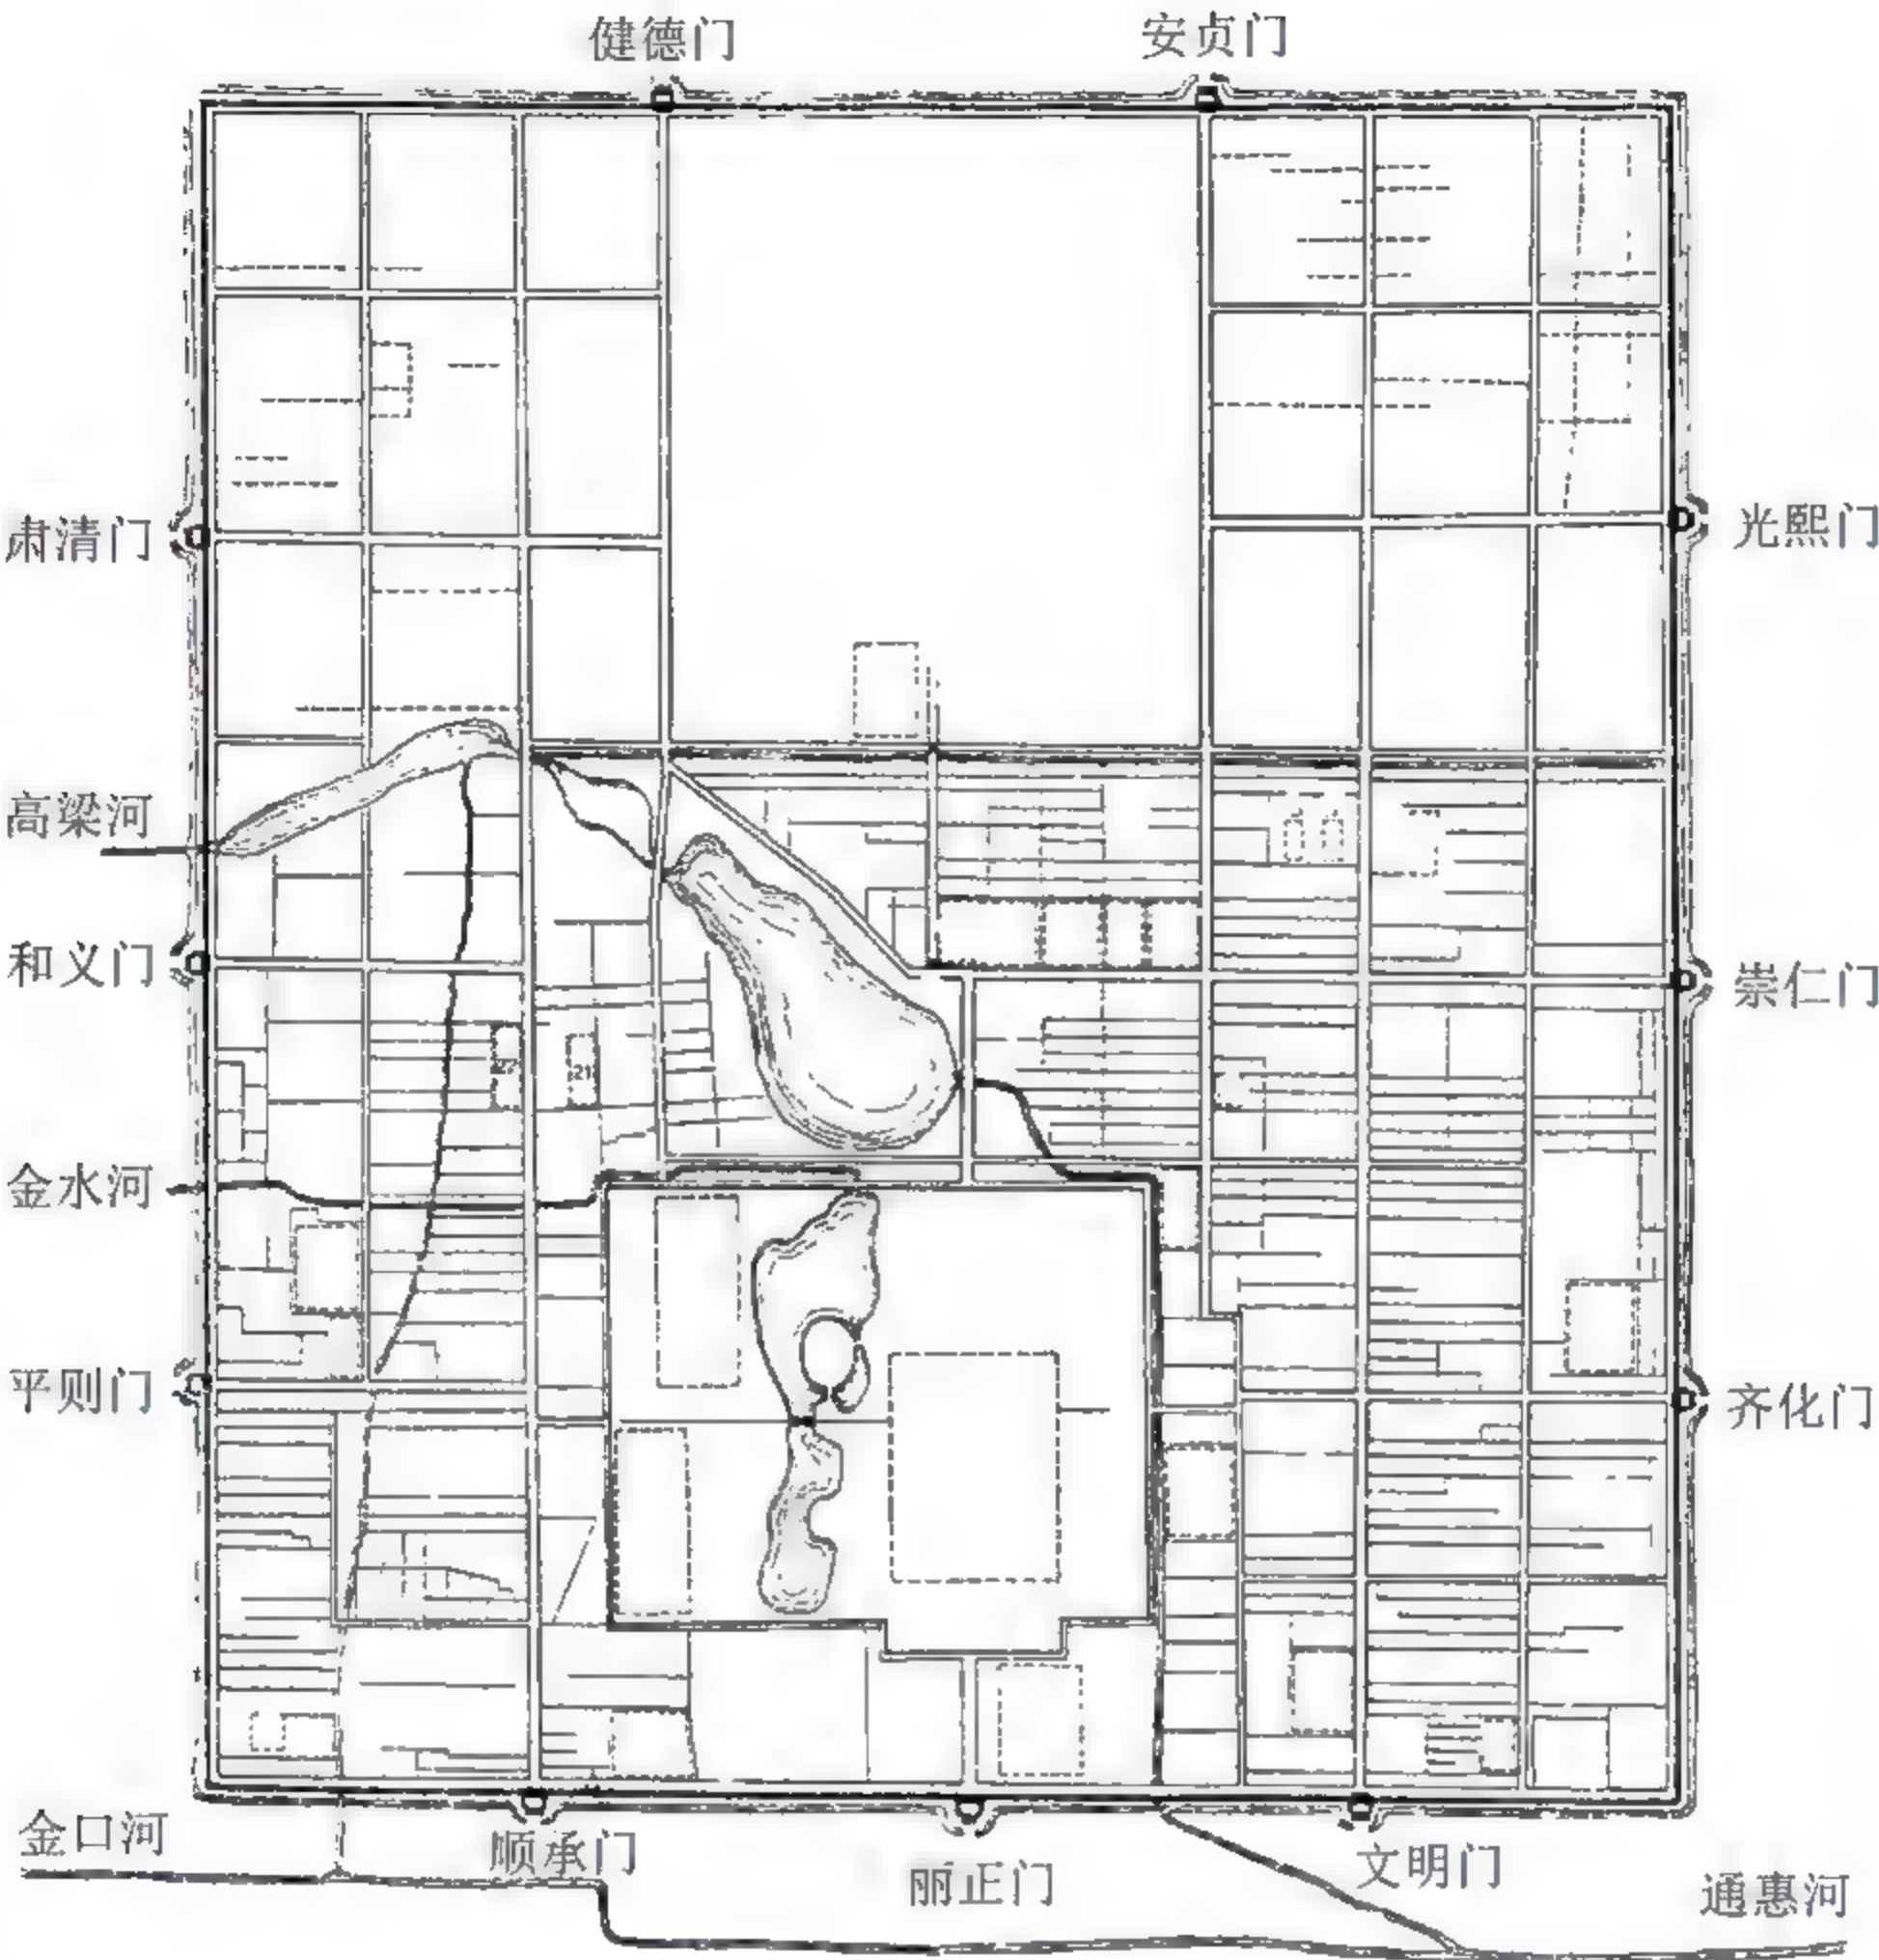 健德门
安贞门
肃清门
光熙门
高梁河
和义门
崇仁门
21
金水河
平则门
齐化门
金口河
顺承门
丽正门
文明门
通惠河